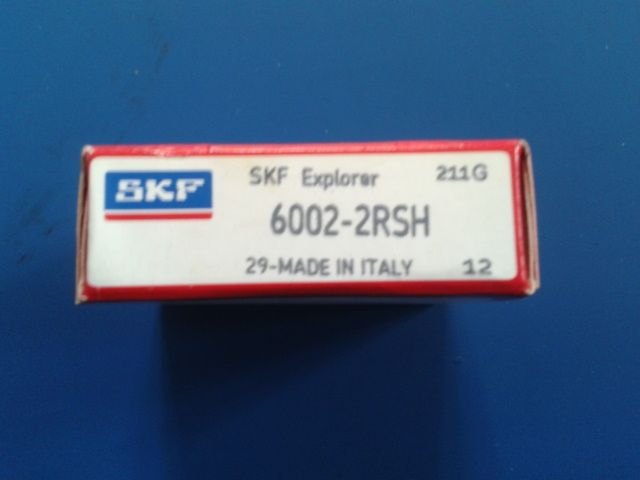 SKF
SKF Explorer 211G
6002-2RSH
29-MADE IN ITALY 12